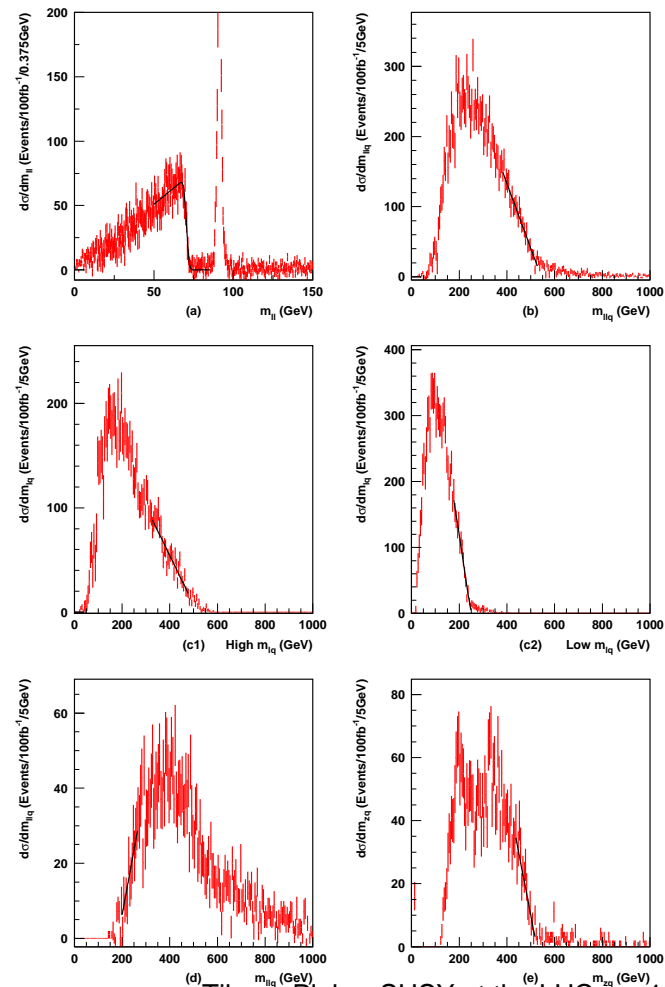 dσ/dm_ll (Events/100fb⁻¹/0.375GeV)
200
150
100
50
0
0 50 100 150
(a) m_ll (GeV)
dσ/dm_llq (Events/100fb⁻¹/5GeV)
300
200
100
0
0 200 400 600 800 1000
(b) m_llq (GeV)
dσ/dm_lq (Events/100fb⁻¹/5GeV)
200
100
0
0 200 400 600 800 1000
(c1) High m_lq (GeV)
dσ/dm_lq (Events/100fb⁻¹/5GeV)
400
300
200
100
0
0 200 400 600 800 1000
(c2) Low m_lq (GeV)
dσ/dm_llq (Events/100fb⁻¹/5GeV)
60
40
20
0
0 200 400 600 800 1000
(d) m_llq (GeV)
dσ/dm_zq (Events/100fb⁻¹/5GeV)
80
60
40
20
0
0 200 400 600 800 1000
(e) m_zq (GeV)
SUSY at the LHC